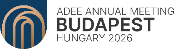 ADEE ANNUAL MEETING
BUDAPEST
HUNGARY 2026